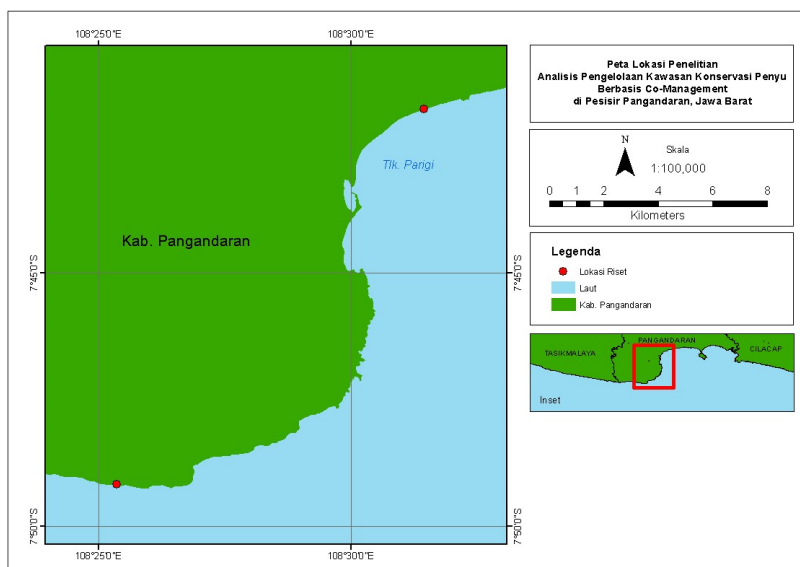 108°25'0"E
108°30'0"E
Tlk. Parigi
Kab. Pangandaran
7°45'0"S
7°45'0"S
7°50'0"S
7°50'0"S
108°25'0"E
108°30'0"E
Peta Lokasi Penelitian
Analisis Pengelolaan Kawasan Konservasi Penyu
Berbasis Co-Management
di Pesisir Pangandaran, Jawa Barat
N
Skala
1:100,000
0 2 4 6 8
Kilometers
Legenda
Lokasi Riset
Laut
Kab. Pangandaran
PANGANDARAN
TASIKMALAYA
CILACAP
Inset